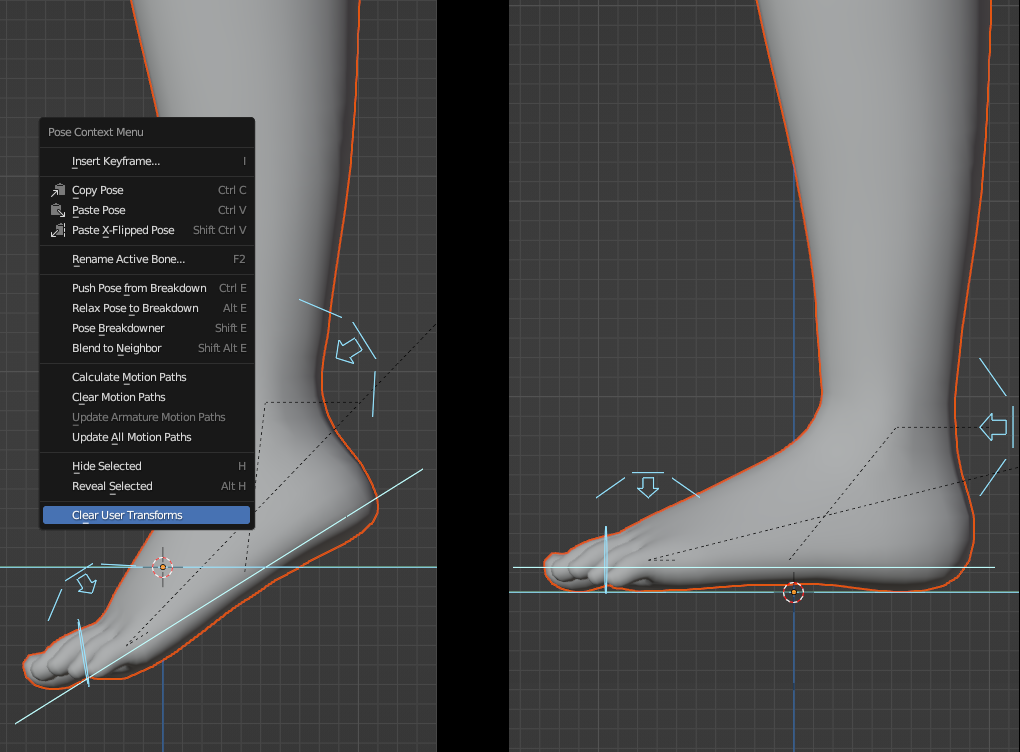 Pose Context Menu
Insert Keyframe... I
Copy Pose Ctrl C
Paste Pose Ctrl V
Paste X-Flipped Pose Shift Ctrl V
Rename Active Bone... F2
Push Pose from Breakdown Ctrl E
Relax Pose to Breakdown Alt E
Pose Breakdowner Shift E
Blend to Neighbor Shift Alt E
Calculate Motion Paths
Clear Motion Paths
Update Armature Motion Paths
Update All Motion Paths
Hide Selected H
Reveal Selected Alt H
Clear User Transforms